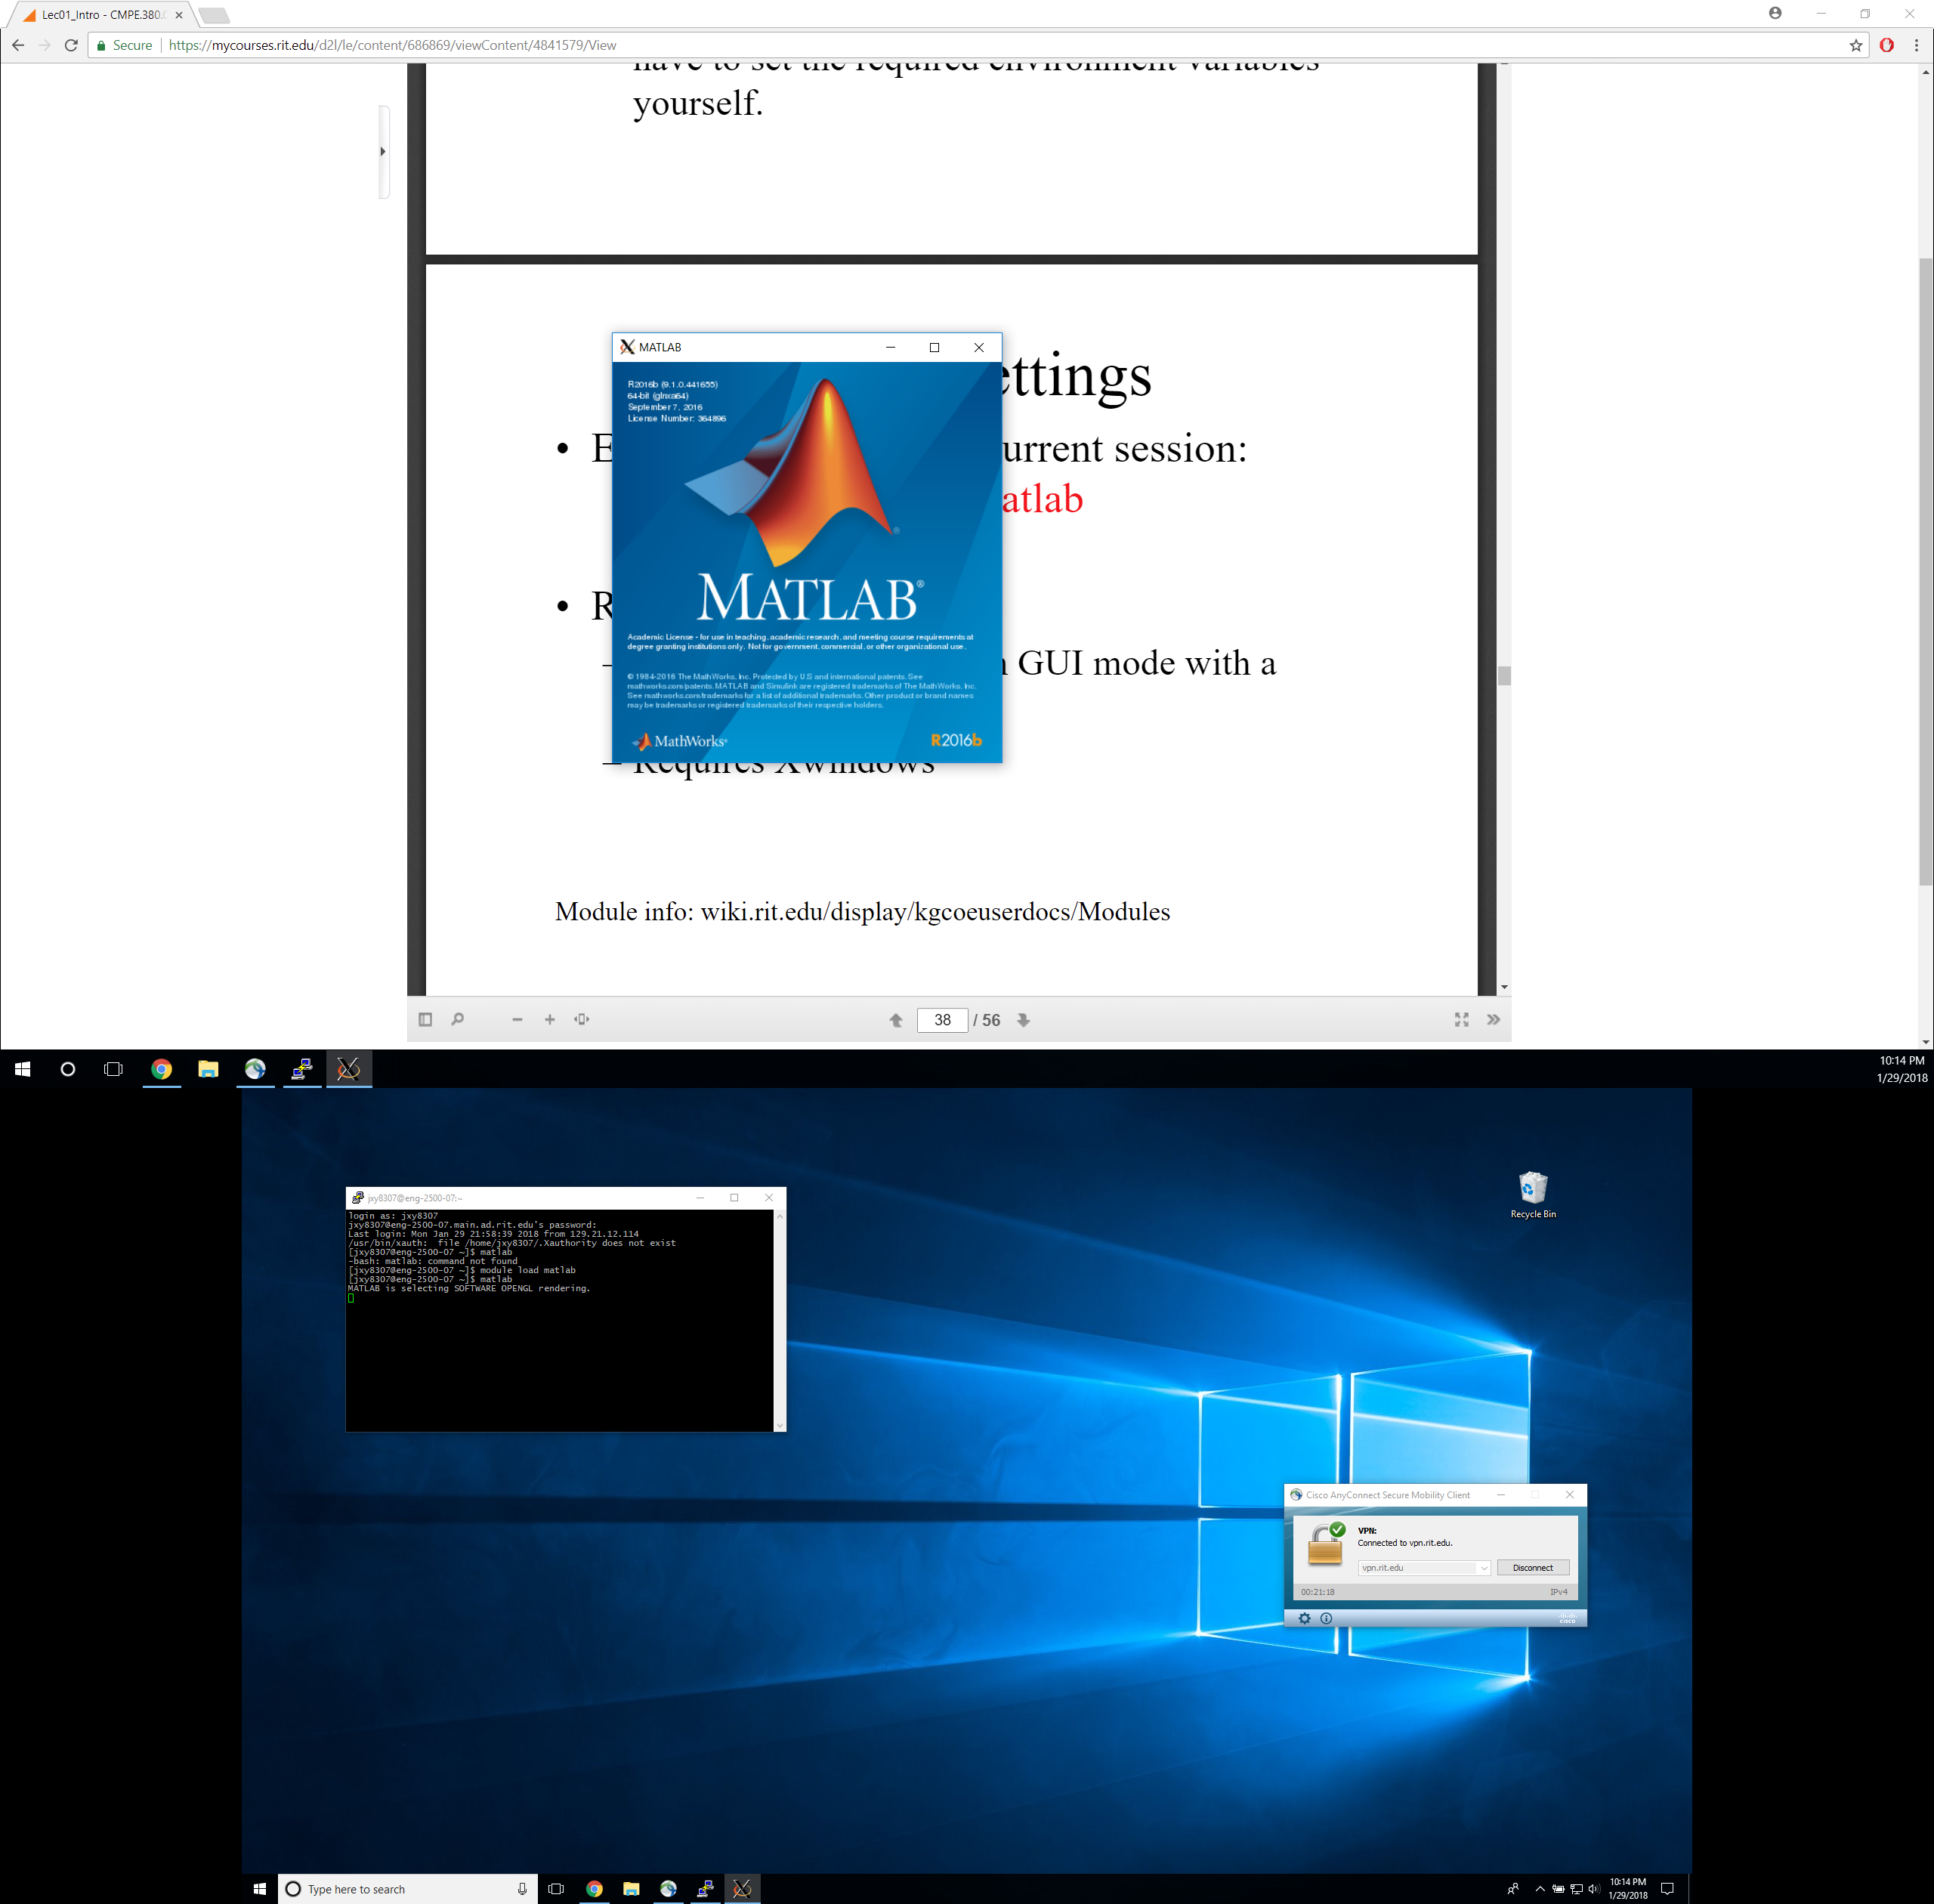 Lec01_Intro - CMPE.380.
Secure
https://mycourses.rit.edu/d2l/le/content/686869/viewContent/4841579/View
have to set the required environment variables
yourself.
MATLAB
R2016b (9.1.0.441655)
64-bit (glnxa64)
September 7, 2016
License Number: 364896
ettings
• E
urrent session:
atlab
MATLAB®
• R
Academic License - for use in teaching, academic research, and meeting course requirements at
degree granting institutions only. Not for government, commercial, or other organizational use.
GUI mode with a
© 1984-2016 The MathWorks, Inc. Protected by U.S and international patents. See
mathworks.com/patents. MATLAB and Simulink are registered trademarks of The MathWorks, Inc.
See mathworks.com/trademarks for a list of additional trademarks. Other product or brand names
may be trademarks or registered trademarks of their respective holders.
MathWorks®
R2016b
– Requires Xwindows
Module info: wiki.rit.edu/display/kgcoeuserdocs/Modules
38 / 56
10:14 PM
1/29/2018
Recycle Bin
jxy8307@eng-2500-07:~
login as: jxy8307
jxy8307@eng-2500-07.main.ad.rit.edu's password:
Last login: Mon Jan 29 21:58:39 2018 from 129.21.12.114
/usr/bin/xauth:  file /home/jxy8307/.Xauthority does not exist
[jxy8307@eng-2500-07 ~]$ matlab
-bash: matlab: command not found
[jxy8307@eng-2500-07 ~]$ module load matlab
[jxy8307@eng-2500-07 ~]$ matlab
MATLAB is selecting SOFTWARE OPENGL rendering.
Cisco AnyConnect Secure Mobility Client
VPN:
Connected to vpn.rit.edu.
vpn.rit.edu
Disconnect
00:21:18
IPv4
cisco
Type here to search
10:14 PM
1/29/2018